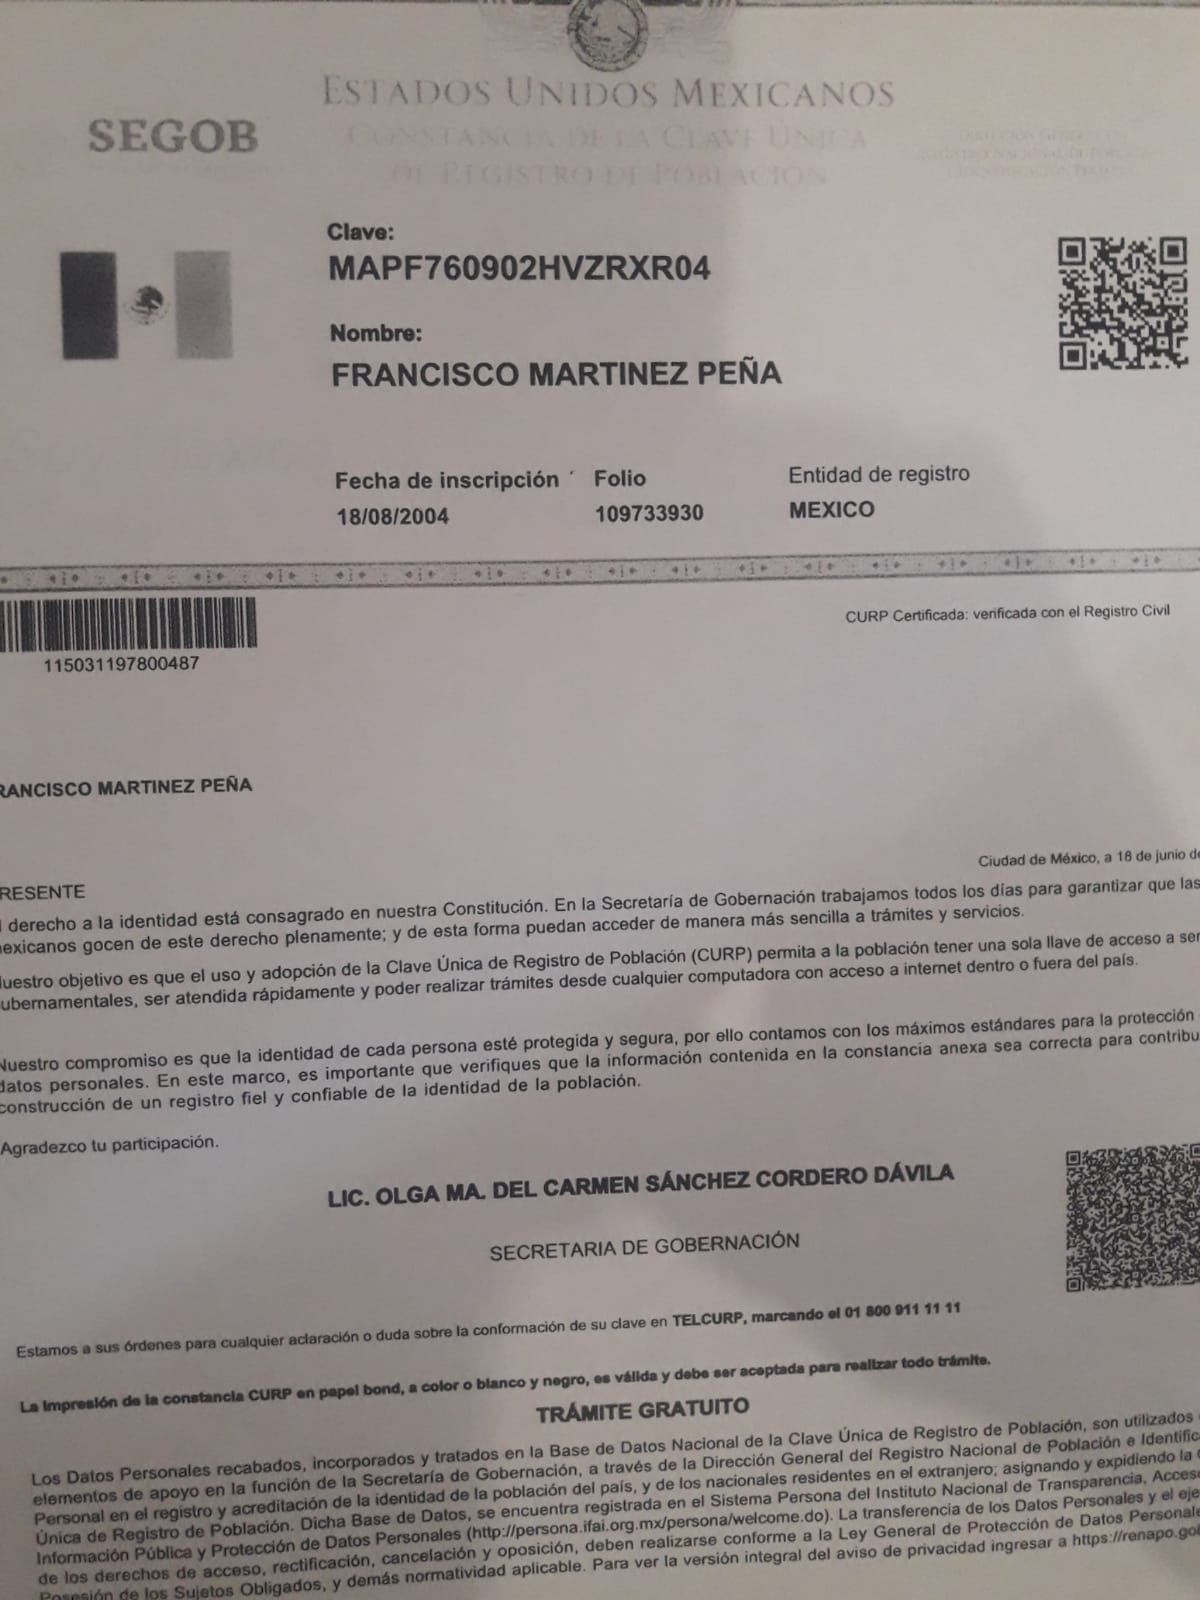 ESTADOS UNIDOS MEXICANOS
SEGOB
CONSTANCIA DE LA CLAVE ÚNICA
DE REGISTRO DE POBLACIÓN
Clave:
MAPF760902HVZRXR04
Nombre:
FRANCISCO MARTINEZ PEÑA
Fecha de inscripción Folio Entidad de registro
18/08/2004 109733930 MEXICO
CURP Certificada: verificada con el Registro Civil
115031197800487
RANCISCO MARTINEZ PEÑA
Ciudad de México, a 18 de junio de
RESENTE
l derecho a la identidad está consagrado en nuestra Constitución. En la Secretaría de Gobernación trabajamos todos los días para garantizar que las
exicanos gocen de este derecho plenamente; y de esta forma puedan acceder de manera más sencilla a trámites y servicios.
uestro objetivo es que el uso y adopción de la Clave Única de Registro de Población (CURP) permita a la población tener una sola llave de acceso a ser
ubernamentales, ser atendida rápidamente y poder realizar trámites desde cualquier computadora con acceso a internet dentro o fuera del país.
Nuestro compromiso es que la identidad de cada persona esté protegida y segura, por ello contamos con los máximos estándares para la protección
datos personales. En este marco, es importante que verifiques que la información contenida en la constancia anexa sea correcta para contribu
construcción de un registro fiel y confiable de la identidad de la población.
Agradezco tu participación.
LIC. OLGA MA. DEL CARMEN SÁNCHEZ CORDERO DÁVILA
SECRETARIA DE GOBERNACIÓN
Estamos a sus órdenes para cualquier aclaración o duda sobre la conformación de su clave en TELCURP, marcando el 01 800 911 11 11
La impresión de la constancia CURP en papel bond, a color o blanco y negro, es válida y debe ser aceptada para realizar todo trámite.
TRÁMITE GRATUITO
Los Datos Personales recabados, incorporados y tratados en la Base de Datos Nacional de la Clave Única de Registro de Población, son utilizados
elementos de apoyo en la función de la Secretaría de Gobernación, a través de la Dirección General del Registro Nacional de Población e Identific
Personal en el registro y acreditación de la identidad de la población del país, y de los nacionales residentes en el extranjero; asignando y expidiendo la
Única de Registro de Población. Dicha Base de Datos, se encuentra registrada en el Sistema Persona del Instituto Nacional de Transparencia, Acces
Información Pública y Protección de Datos Personales (http://persona.ifai.org.mx/persona/welcome.do). La transferencia de los Datos Personales y el eje
de los derechos de acceso, rectificación, cancelación y oposición, deben realizarse conforme a la Ley General de Protección de Datos Personale
Posesión de los Sujetos Obligados, y demás normatividad aplicable. Para ver la versión integral del aviso de privacidad ingresar a https://renapo.go